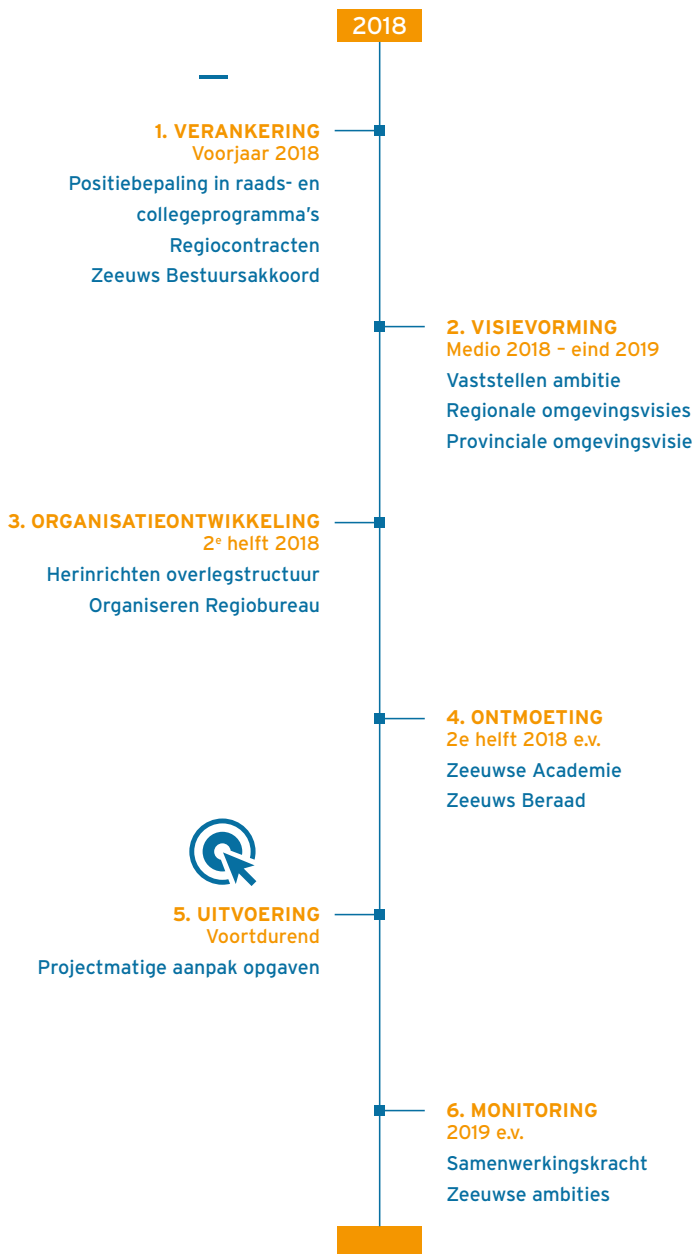 2018
1. VERANKERING
Voorjaar 2018
Positiebepaling in raads- en
collegeprogramma's
Regiocontracten
Zeeuws Bestuursakkoord
2. VISIEVORMING
Medio 2018 – eind 2019
Vaststellen ambitie
Regionale omgevingsvisies
Provinciale omgevingsvisie
3. ORGANISATIEONTWIKKELING
2ᵉ helft 2018
Herinrichten overlegstructuur
Organiseren Regiobureau
4. ONTMOETING
2e helft 2018 e.v.
Zeeuwse Academie
Zeeuws Beraad
5. UITVOERING
Voortdurend
Projectmatige aanpak opgaven
6. MONITORING
2019 e.v.
Samenwerkingskracht
Zeeuwse ambities